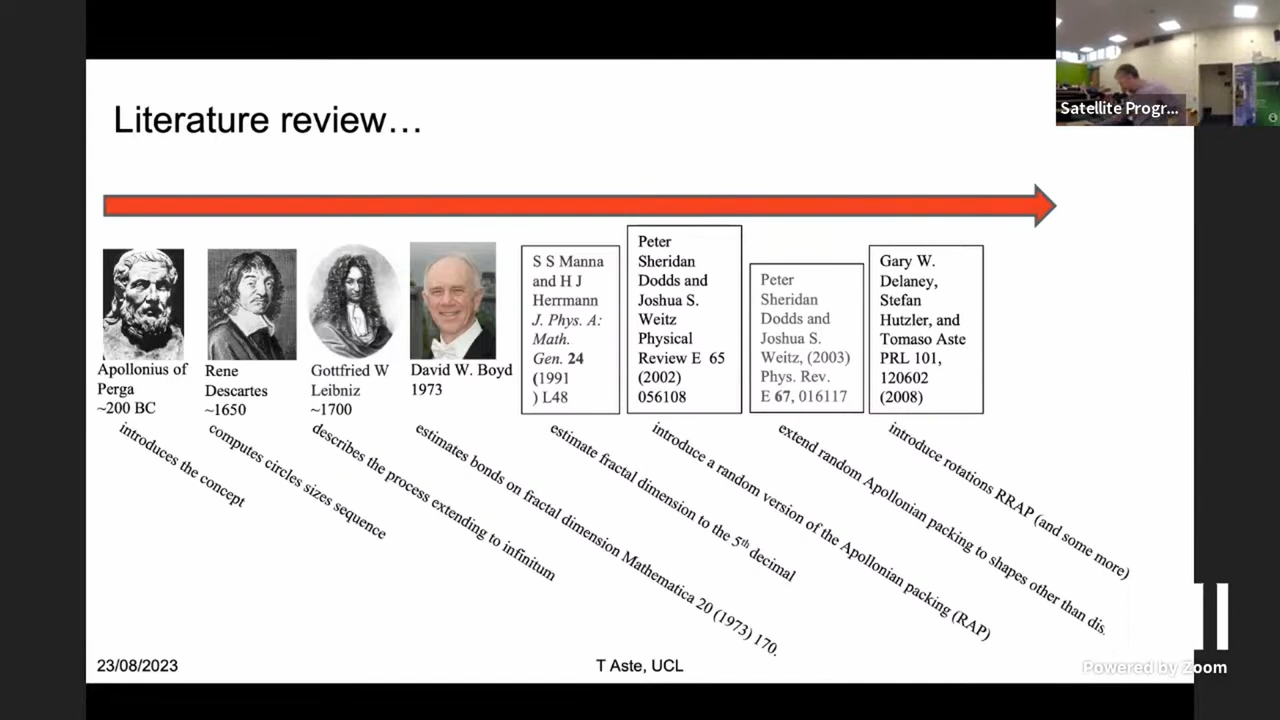 Literature review…
Satellite Progr...
Apollonius of
Perga
~200 BC
Rene
Descartes
~1650
Gottfried W
Leibniz
~1700
David W. Boyd
1973
S S Manna
and H J
Herrmann
J. Phys. A:
Math.
Gen. 24
(1991
) L48
Peter
Sheridan
Dodds and
Joshua S.
Weitz
Physical
Review E 65
(2002)
056108
Peter
Sheridan
Dodds and
Joshua S.
Weitz, (2003)
Phys. Rev.
E 67, 016117
Gary W.
Delaney,
Stefan
Hutzler, and
Tomaso Aste
PRL 101,
120602
(2008)
introduces the concept
computes circles sizes sequence
describes the process extending to infinitum
estimates bonds on fractal dimension Mathematica 20 (1973) 170.
estimate fractal dimension to the 5th decimal
introduce a random version of the Apollonian packing (RAP)
extend random Apollonian packing to shapes other than dis
introduce rotations RRAP (and some more)
23/08/2023
T Aste, UCL
Powered by Zoom